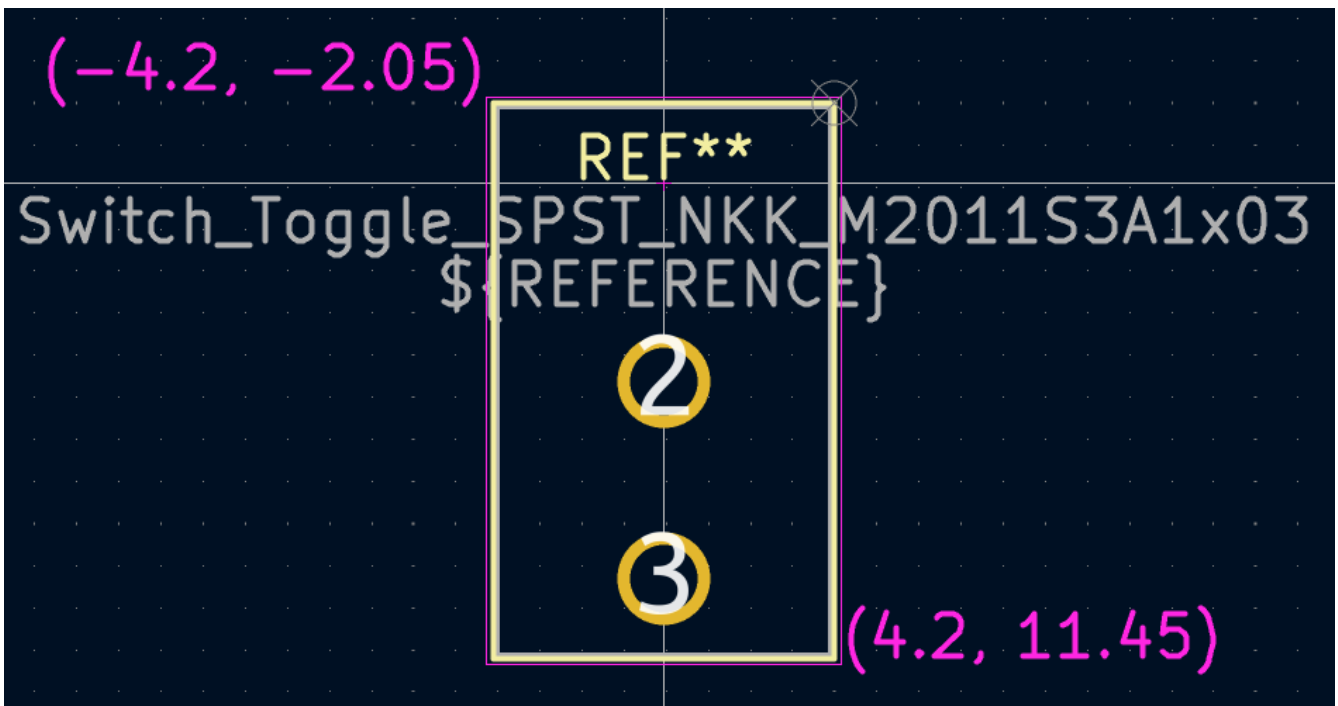 (-4.2, -2.05)
REF**
Switch_Toggle_SPST_NKK_M2011S3A1x03
${REFERENCE}
2
3
(4.2, 11.45)